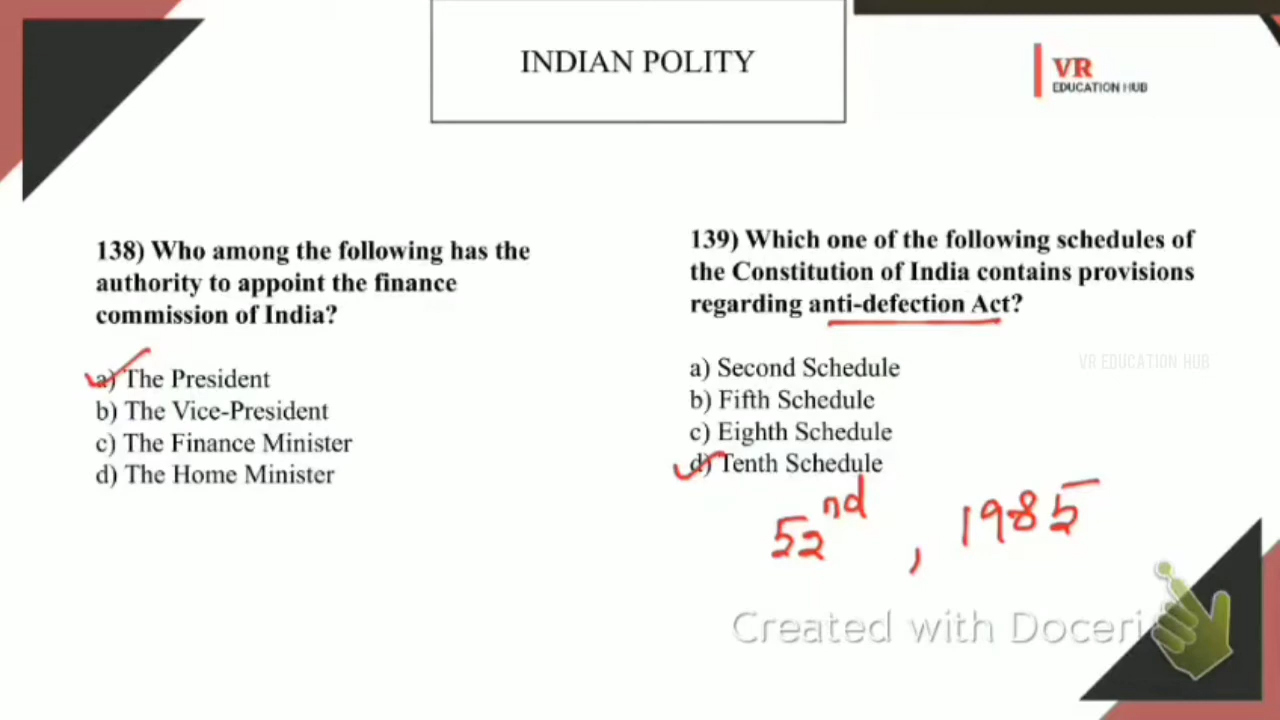 INDIAN POLITY
VR
EDUCATION HUB
138) Who among the following has the
authority to appoint the finance
commission of India?
a) The President
b) The Vice-President
c) The Finance Minister
d) The Home Minister
139) Which one of the following schedules of
the Constitution of India contains provisions
regarding anti-defection Act?
a) Second Schedule
b) Fifth Schedule
c) Eighth Schedule
d) Tenth Schedule
VR EDUCATION HUB
52nd, 1985
Created with Doceri